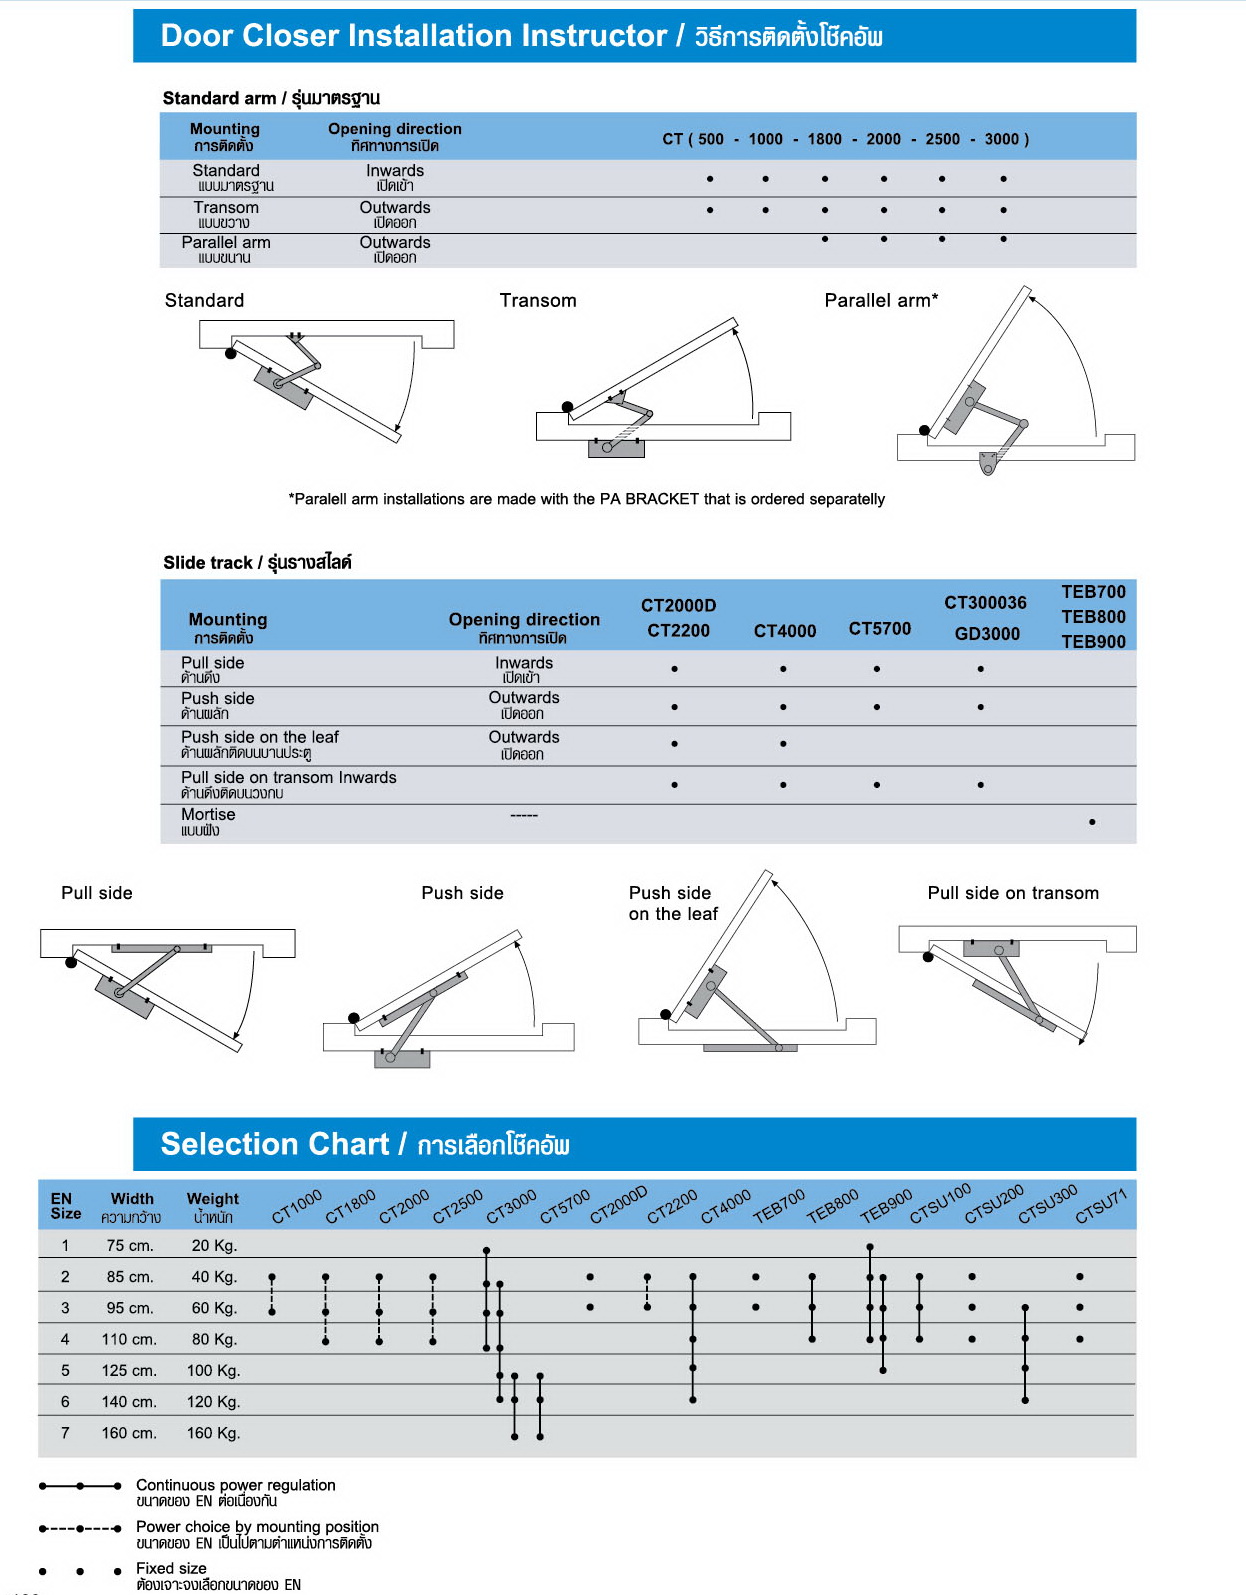 Door Closer Installation Instructor / วิธีการติดตั้งโช๊คอัพ
Standard arm / รุ่นมาตรฐาน
Mounting Opening direction CT ( 500 - 1000 - 1800 - 2000 - 2500 - 3000 )
การติดตั้ง ทิศทางการเปิด
Standard Inwards • • • • • •
แบบมาตรฐาน เปิดเข้า
Transom Outwards • • • • • •
แบบขวาง เปิดออก
Parallel arm Outwards • • • •
แบบขนาน เปิดออก
Standard Transom Parallel arm*
*Paralell arm installations are made with the PA BRACKET that is ordered separatelly
Slide track / รุ่นรางสไลด์
TEB700
CT2000D CT300036
Mounting Opening direction CT2200 CT4000 CT5700 GD3000 TEB800
การติดตั้ง ทิศทางการเปิด TEB900
Pull side Inwards • • • •
ด้านดึง เปิดเข้า
Push side Outwards • • • •
ด้านผลัก เปิดออก
Push side on the leaf Outwards • •
ด้านผลักติดบนบานประตู เปิดออก
Pull side on transom Inwards • • • •
ด้านดึงติดบนวงกบ
Mortise ----- •
แบบฝัง
Pull side Push side Push side Pull side on transom
on the leaf
Selection Chart / การเลือกโช๊คอัพ
EN Width Weight CT1000 CT1800 CT2000 CT2500 CT3000 CT5700 CT2000D CT2200 CT4000 TEB700 TEB800 TEB900 CTSU100 CTSU200 CTSU300 CTSU71
Size ความกว้าง น้ำหนัก
1 75 cm. 20 Kg.
2 85 cm. 40 Kg.
3 95 cm. 60 Kg.
4 110 cm. 80 Kg.
5 125 cm. 100 Kg.
6 140 cm. 120 Kg.
7 160 cm. 160 Kg.
Continuous power regulation
ขนาดของ EN ต่อเนื่องกัน
Power choice by mounting position
ขนาดของ EN เป็นไปตามตำแหน่งการติดตั้ง
Fixed size
ต้องเจาะจงเลือกขนาดของ EN